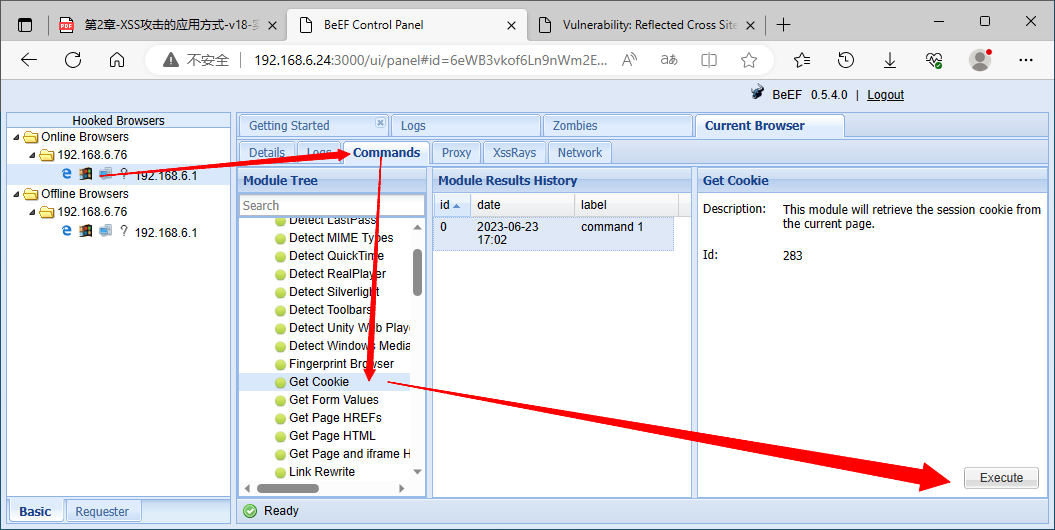 第2章-XSS攻击的应用方式-v18-实
BeEF Control Panel
Vulnerability: Reflected Cross Site
不安全
192.168.6.24:3000/ui/panel#id=6eWB3vkof6Ln9nWm2E...
BeEF 0.5.4.0 | Logout
Hooked Browsers
Online Browsers
192.168.6.76
? 192.168.6.1
Offline Browsers
192.168.6.76
? 192.168.6.1
Basic
Requester
Getting Started
Logs
Zombies
Current Browser
Details
Logs
Commands
Proxy
XssRays
Network
Module Tree
Search
Detect LastPass
Detect MIME Types
Detect QuickTime
Detect RealPlayer
Detect Silverlight
Detect Toolbars
Detect Unity Web Playe
Detect Windows Media
Fingerprint Browser
Get Cookie
Get Form Values
Get Page HREFs
Get Page HTML
Get Page and iframe H
Link Rewrite
Module Results History
id date label
0 2023-06-23 command 1
17:02
Get Cookie
Description: This module will retrieve the session cookie from
the current page.
Id: 283
Execute
Ready